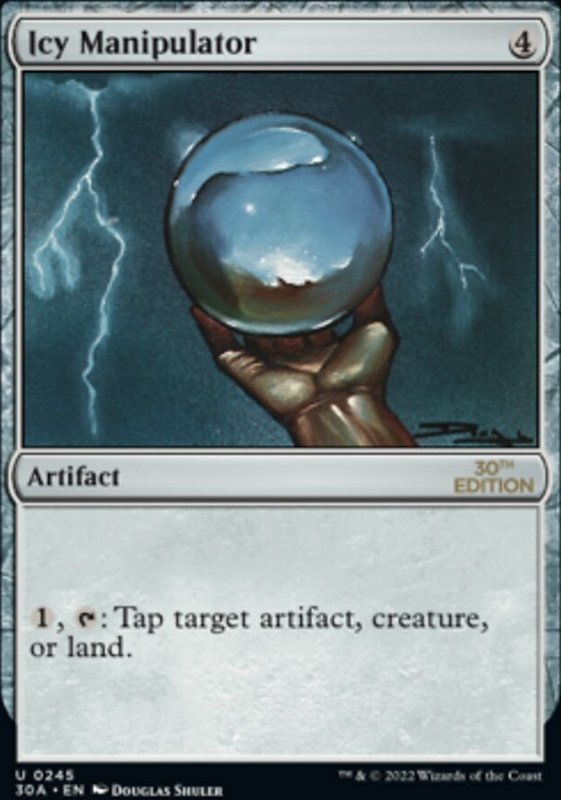 Icy Manipulator 4
Artifact 30TH EDITION
1, : Tap target artifact, creature,
or land.
U 0245
30A • EN DOUGLAS SHULER
™ & © 2022 Wizards of the Coast